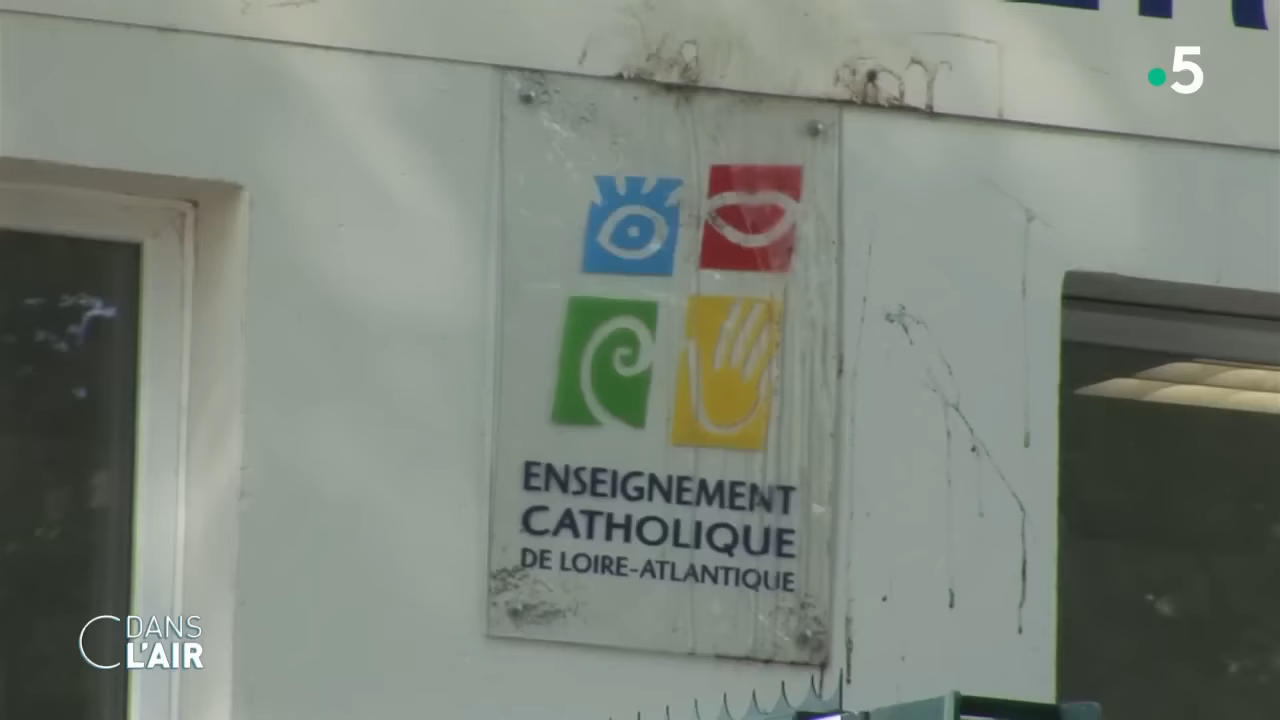 5
ENSEIGNEMENT
CATHOLIQUE
DE LOIRE-ATLANTIQUE
C DANS
L'AIR